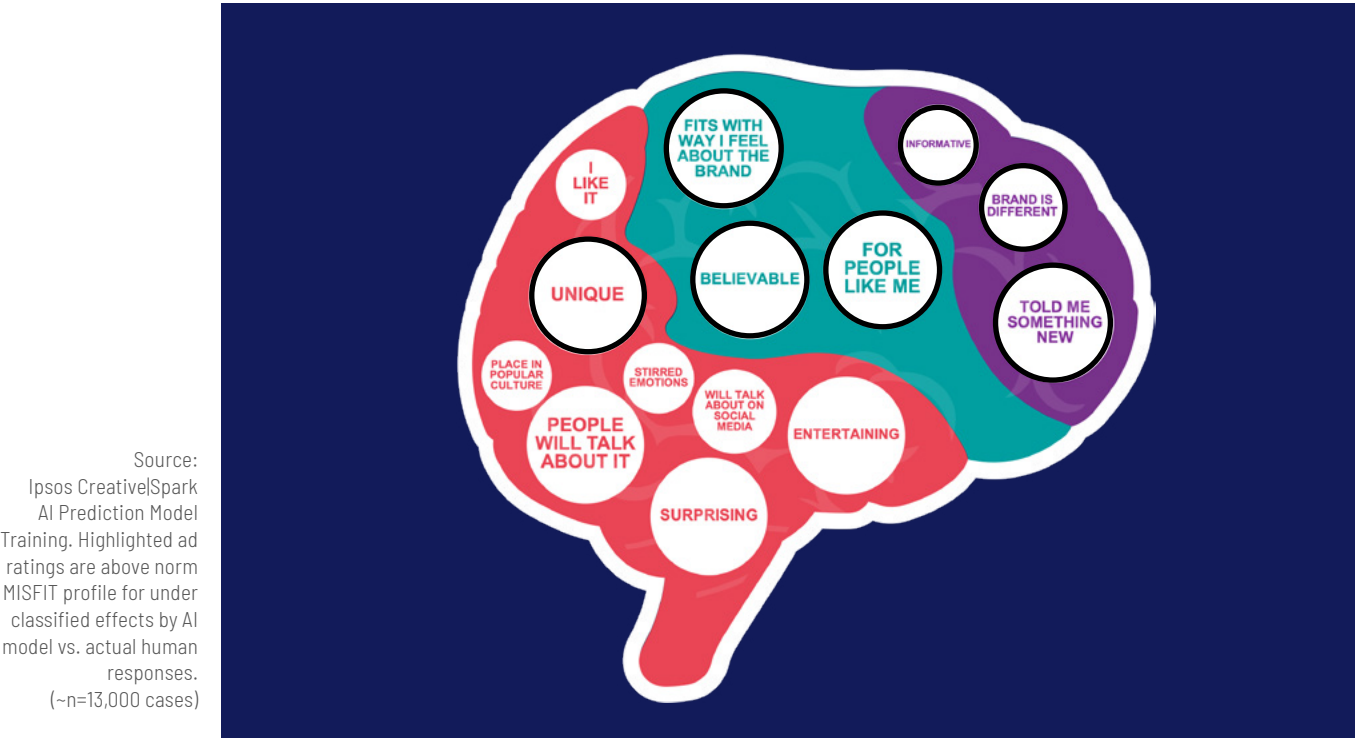 FITS WITH
WAY I FEEL
ABOUT THE
BRAND
INFORMATIVE
I
LIKE
IT
BRAND IS
DIFFERENT
FOR
PEOPLE
LIKE ME
BELIEVABLE
UNIQUE
TOLD ME
SOMETHING
NEW
PLACE IN
POPULAR
CULTURE
STIRRED
EMOTIONS
WILL TALK
ABOUT ON
SOCIAL
MEDIA
PEOPLE
WILL TALK
ABOUT IT
ENTERTAINING
SURPRISING
Source:
Ipsos Creative|Spark
AI Prediction Model
Training. Highlighted ad
ratings are above norm
MISFIT profile for under
classified effects by AI
model vs. actual human
responses.
(~n=13,000 cases)